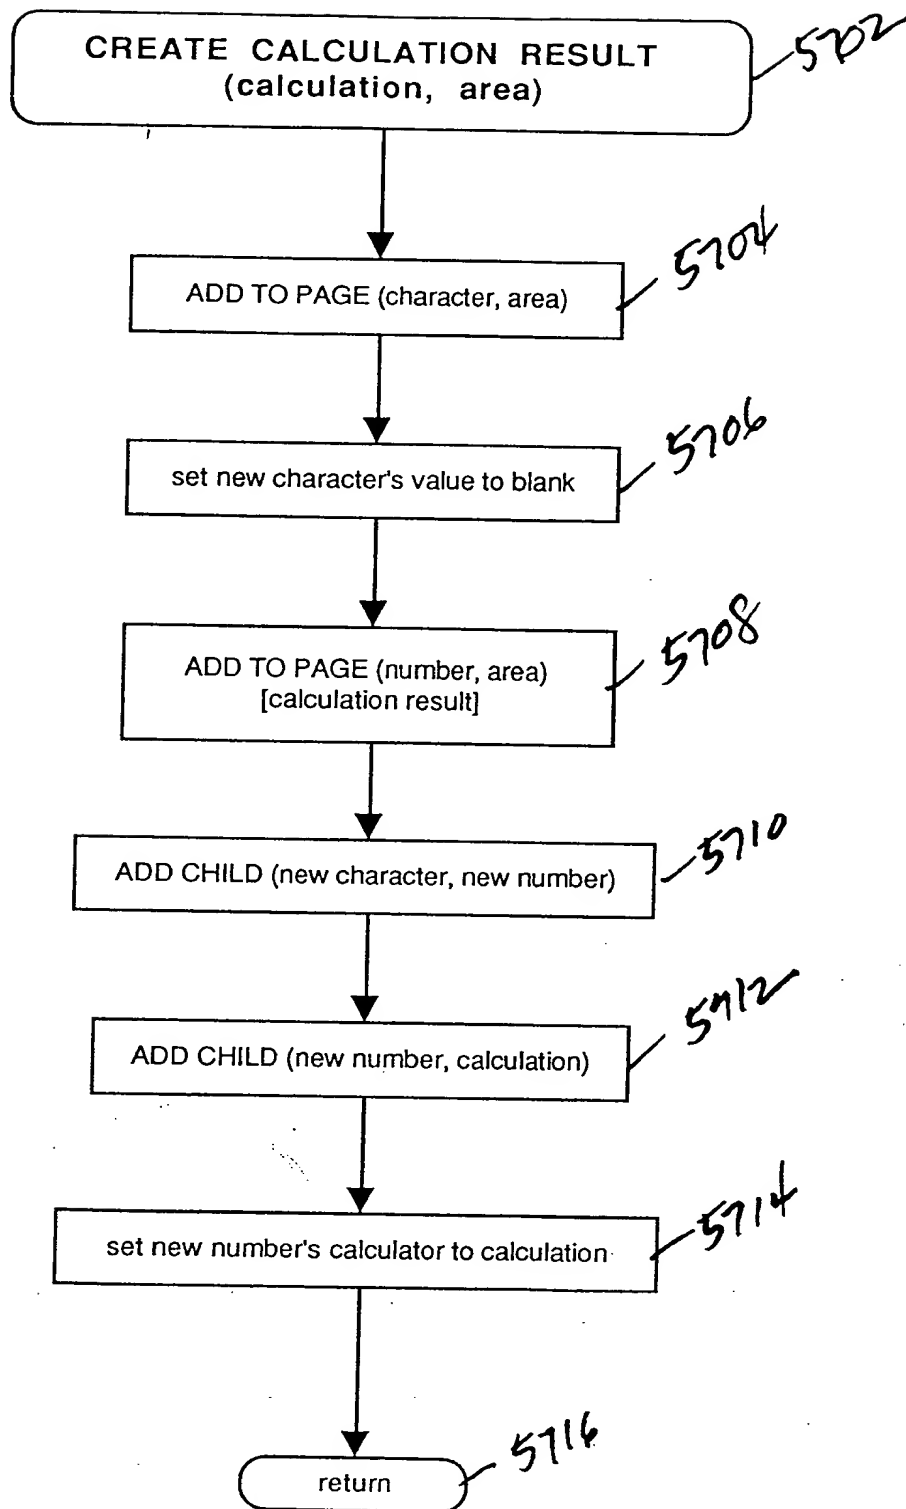 CREATE CALCULATION RESULT
(calculation, area)
5702
ADD TO PAGE (character, area)
5704
set new character's value to blank
5706
ADD TO PAGE (number, area)
[calculation result]
5708
ADD CHILD (new character, new number)
5710
ADD CHILD (new number, calculation)
5712
set new number's calculator to calculation
5714
return
5716